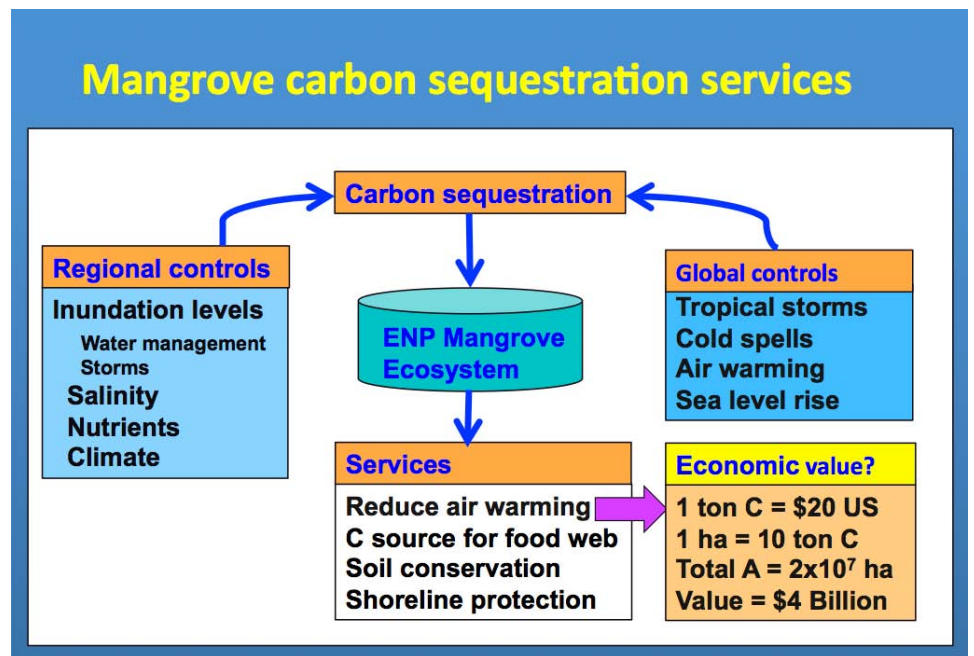 Mangrove carbon sequestration services
Carbon sequestration
Regional controls
Inundation levels
Water management
Storms
Salinity
Nutrients
Climate
ENP Mangrove
Ecosystem
Global controls
Tropical storms
Cold spells
Air warming
Sea level rise
Services
Reduce air warming
C source for food web
Soil conservation
Shoreline protection
Economic value?
1 ton C = $20 US
1 ha = 10 ton C
Total A = 2x10⁷ ha
Value = $4 Billion